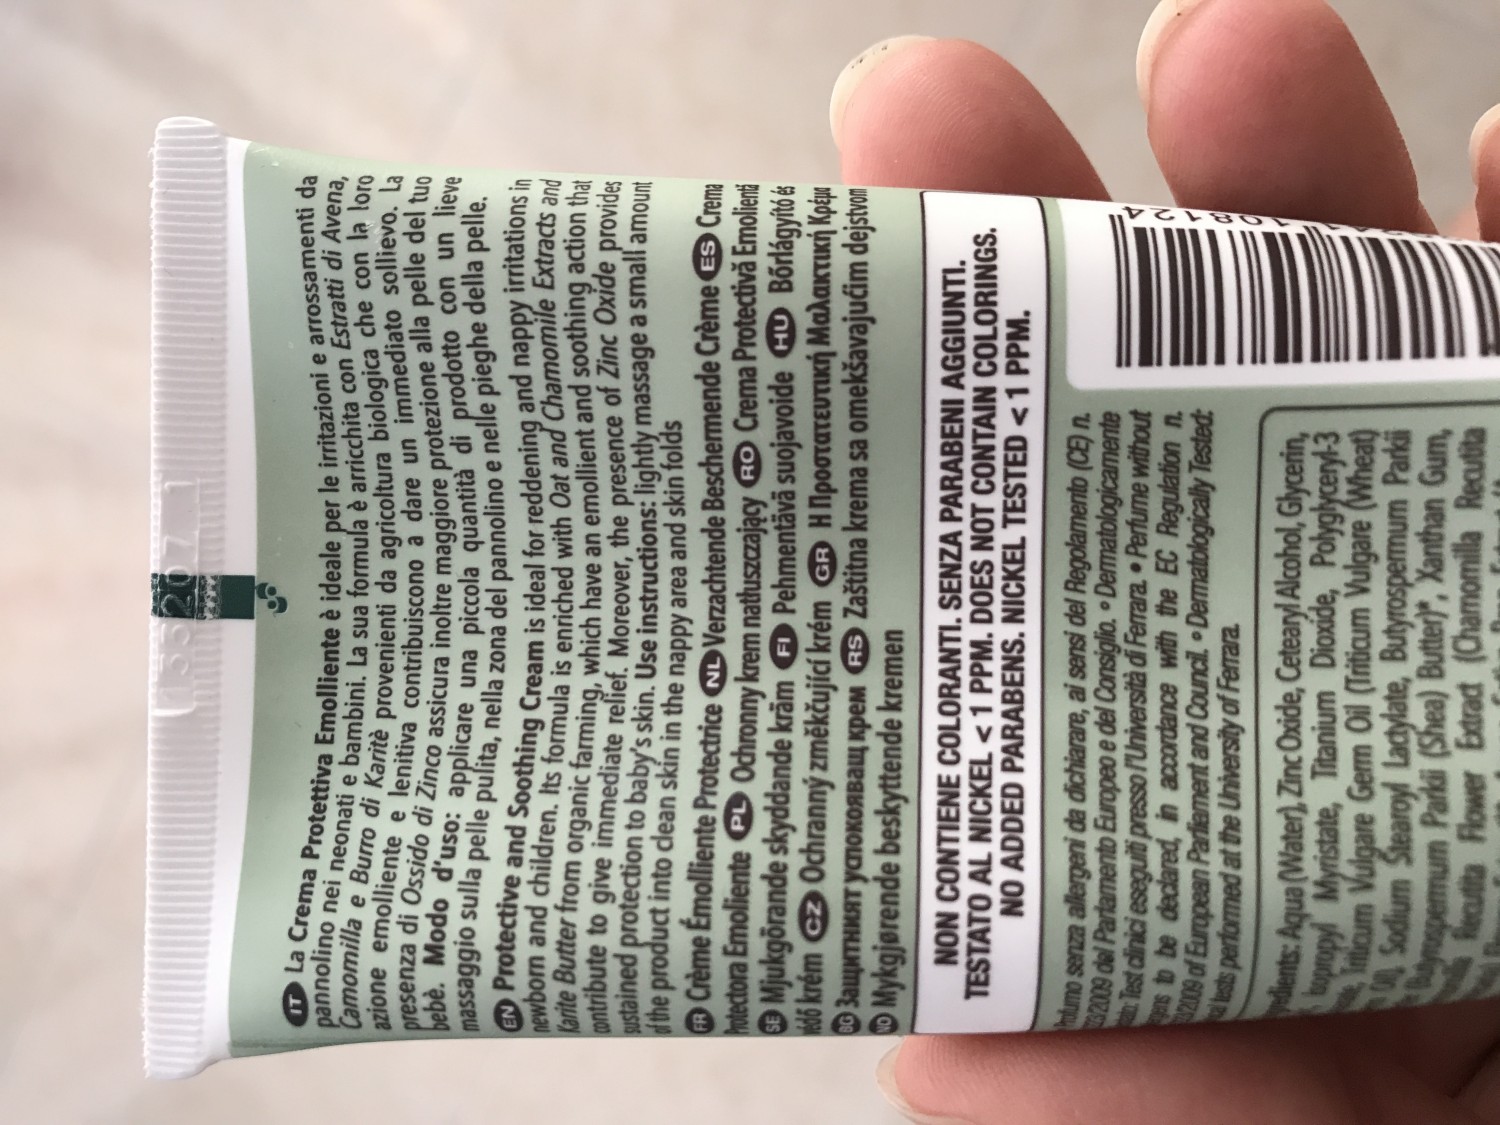 15207 1
IT La Crema Protettiva Emolliente è ideale per le irritazioni e arrossamenti da
pannolino nei neonati e bambini. La sua formula è arricchita con Estratti di Avena,
Camomilla e Burro di Karitè provenienti da agricoltura biologica che con la loro
azione emolliente e lenitiva contribuiscono a dare un immediato sollievo. La
presenza di Ossido di Zinco assicura inoltre maggiore protezione alla pelle del tuo
bebè. Modo d'uso: applicare una piccola quantità di prodotto con un lieve
massaggio sulla pelle pulita, nella zona del pannolino e nelle pieghe della pelle.
EN Protective and Soothing Cream is ideal for reddening and nappy irritations in
newborn and children. Its formula is enriched with Oat and Chamomile Extracts and
Karite Butter from organic farming, which have an emollient and soothing action that
contribute to give immediate relief. Moreover, the presence of Zinc Oxide provides
sustained protection to baby's skin. Use instructions: lightly massage a small amount
of the product into clean skin in the nappy area and skin folds
FR Crème Émolliente Protectrice NL Verzachtende Beschermende Crème ES Crema
Protectora Emoliente PL Ochronny krem natłuszczający RO Crema Protectivă Emolientă
SE Mjukgörande skyddande kräm FI Pehmentävä suojavoide HU Bőrlágyító és
védő krém CZ Ochranný změkčující krém GR Η Προστατευτική Μαλακτική Κρέμα
BG Защитният успокояващ крем RS Zaštitna krema sa omekšavajućim dejstvom
NO Mykgjørende beskyttende kremen
NON CONTIENE COLORANTI. SENZA PARABENI AGGIUNTI.
TESTATO AL NICKEL < 1 PPM. DOES NOT CONTAIN COLORINGS.
NO ADDED PARABENS. NICKEL TESTED < 1 PPM.
108124
Profumo senza allergeni da dichiarare, ai sensi del Regolamento (CE) n.
1223/2009 del Parlamento Europeo e del Consiglio. • Dermatologicamente
Test clinici eseguiti presso l'Università di Ferrara. • Perfume without
to be declared, in accordance with the EC Regulation n.
1223/2009 of European Parliement and Council. • Dermatologically Tested:
tests performed at the University of Ferrara.
Ingredients: Aqua (Water), Zinc Oxide, Cetearyl Alcohol, Glycerin,
Isopropyl Myristate, Titanium Dioxide, Polyglyceryl-3
Triticum Vulgare Germ Oil (Triticum Vulgare (Wheat)
Oil, Sodium Stearoyl Lactylate, Butyrospermum Parkii
(Butyrospermum Parkii (Shea) Butter)*, Xanthan Gum,
Recutita Flower Extract (Chamomilla Recutita